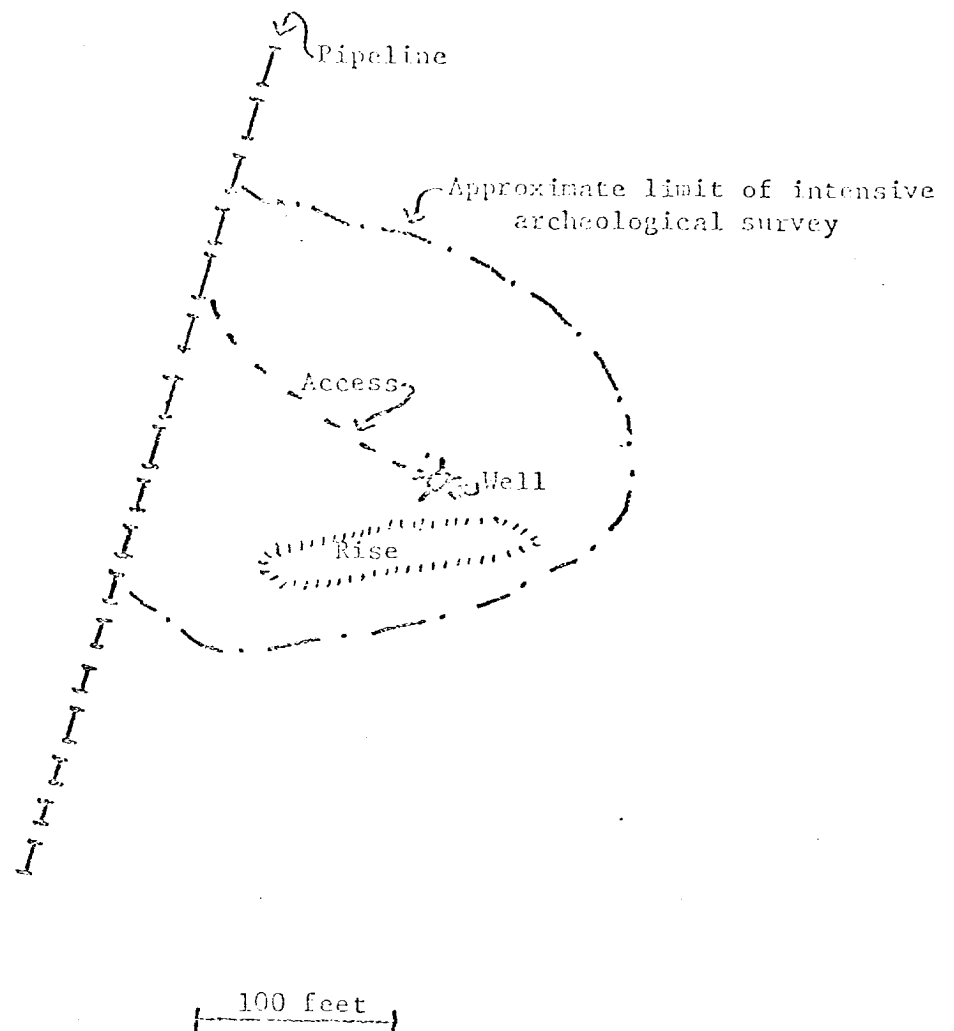 Pipeline
Approximate limit of intensive
archeological survey
Access
Well
Rise
100 feet